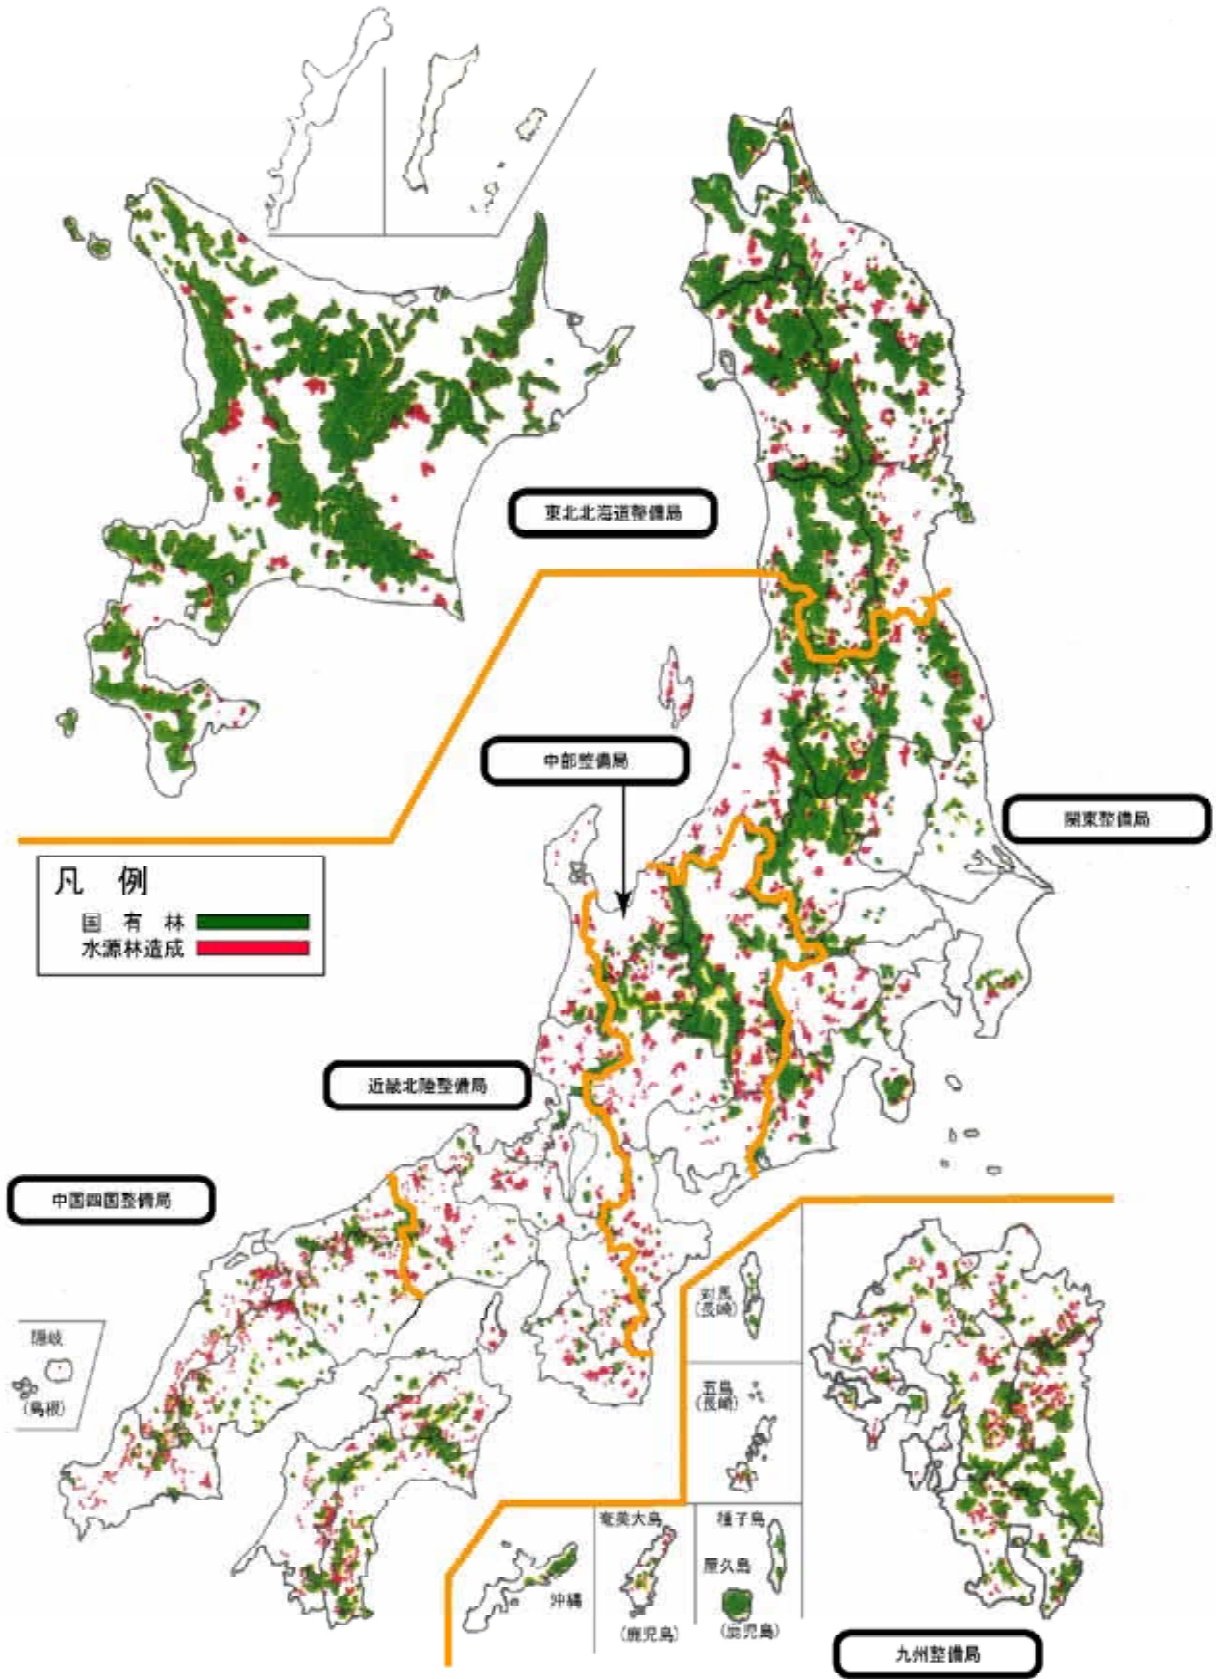 東北北海道整備局
中部整備局
関東整備局
凡 例
国 有 林
水源林造成
近畿北陸整備局
中国四国整備局
対馬
(長崎)
隠岐
(島根)
五島
(長崎)
奄美大島
(鹿児島)
種子島
屋久島
(鹿児島)
沖縄
九州整備局